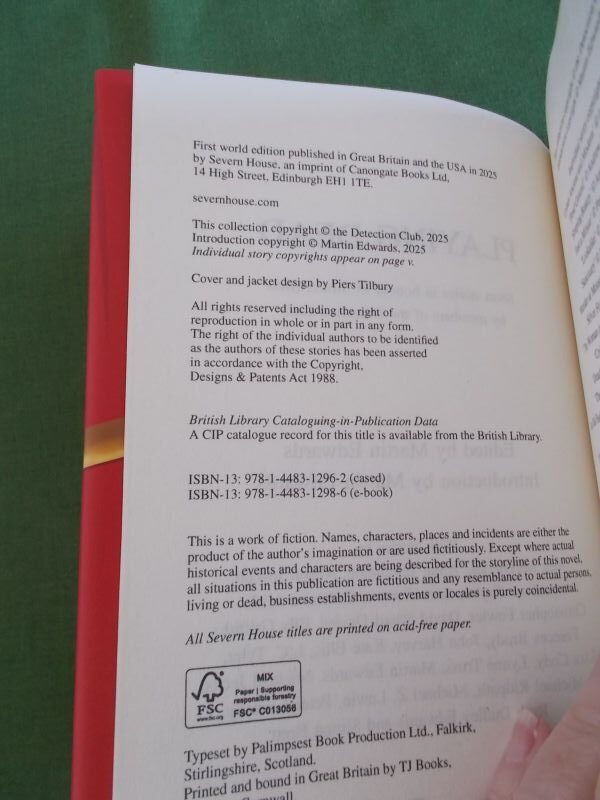 First world edition published in Great Britain and the USA in 2025
by Severn House, an imprint of Canongate Books Ltd,
14 High Street, Edinburgh EH1 1TE.
severnhouse.com
This collection copyright © the Detection Club, 2025
Introduction copyright © Martin Edwards, 2025
Individual story copyrights appear on page v.
Cover and jacket design by Piers Tilbury
All rights reserved including the right of
reproduction in whole or in part in any form.
The right of the individual authors to be identified
as the authors of these stories has been asserted
in accordance with the Copyright,
Designs & Patents Act 1988.
British Library Cataloguing-in-Publication Data
A CIP catalogue record for this title is available from the British Library.
ISBN-13: 978-1-4483-1296-2 (cased)
ISBN-13: 978-1-4483-1298-6 (e-book)
This is a work of fiction. Names, characters, places and incidents are either the
product of the author's imagination or are used fictitiously. Except where actual
historical events and characters are being described for the storyline of this novel,
all situations in this publication are fictitious and any resemblance to actual persons,
living or dead, business establishments, events or locales is purely coincidental.
All Severn House titles are printed on acid-free paper.
FSC
www.fsc.org
MIX
Paper | Supporting
responsible forestry
FSC® C013056
Typeset by Palimpsest Book Production Ltd., Falkirk,
Stirlingshire, Scotland.
Printed and bound in Great Britain by TJ Books,
Cornwall